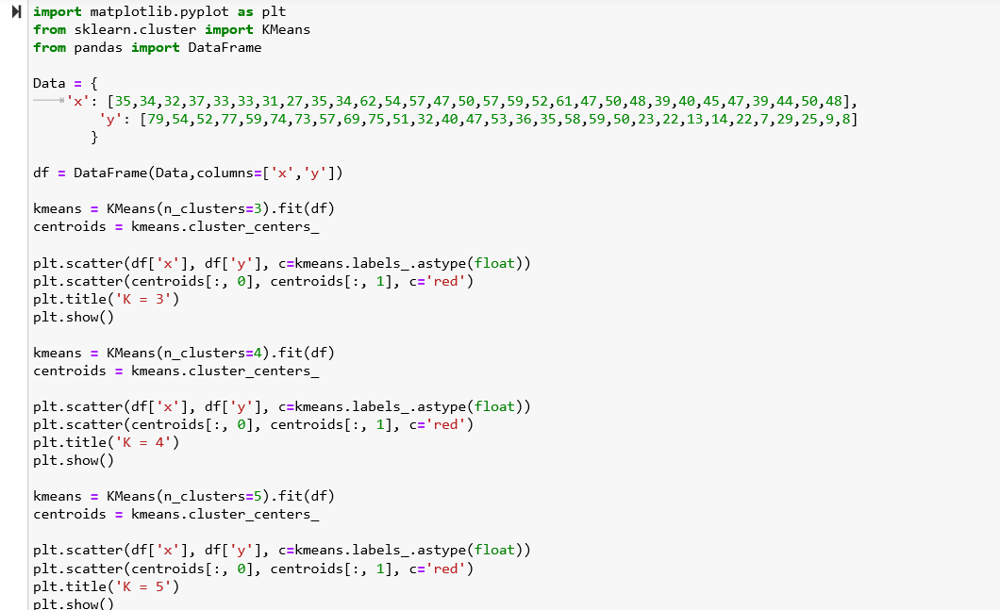 import matplotlib.pyplot as plt
from sklearn.cluster import KMeans
from pandas import DataFrame
Data = {
'x': [35,34,32,37,33,33,31,27,35,34,62,54,57,47,50,57,59,52,61,47,50,48,39,40,45,47,39,44,50,48],
'y': [79,54,52,77,59,74,73,57,69,75,51,32,40,47,53,36,35,58,59,50,23,22,13,14,22,7,29,25,9,8]
}
df = DataFrame(Data,columns=['x','y'])
kmeans = KMeans(n_clusters=3).fit(df)
centroids = kmeans.cluster_centers_
plt.scatter(df['x'], df['y'], c=kmeans.labels_.astype(float))
plt.scatter(centroids[:, 0], centroids[:, 1], c='red')
plt.title('K = 3')
plt.show()
kmeans = KMeans(n_clusters=4).fit(df)
centroids = kmeans.cluster_centers_
plt.scatter(df['x'], df['y'], c=kmeans.labels_.astype(float))
plt.scatter(centroids[:, 0], centroids[:, 1], c='red')
plt.title('K = 4')
plt.show()
kmeans = KMeans(n_clusters=5).fit(df)
centroids = kmeans.cluster_centers_
plt.scatter(df['x'], df['y'], c=kmeans.labels_.astype(float))
plt.scatter(centroids[:, 0], centroids[:, 1], c='red')
plt.title('K = 5')
plt.show()